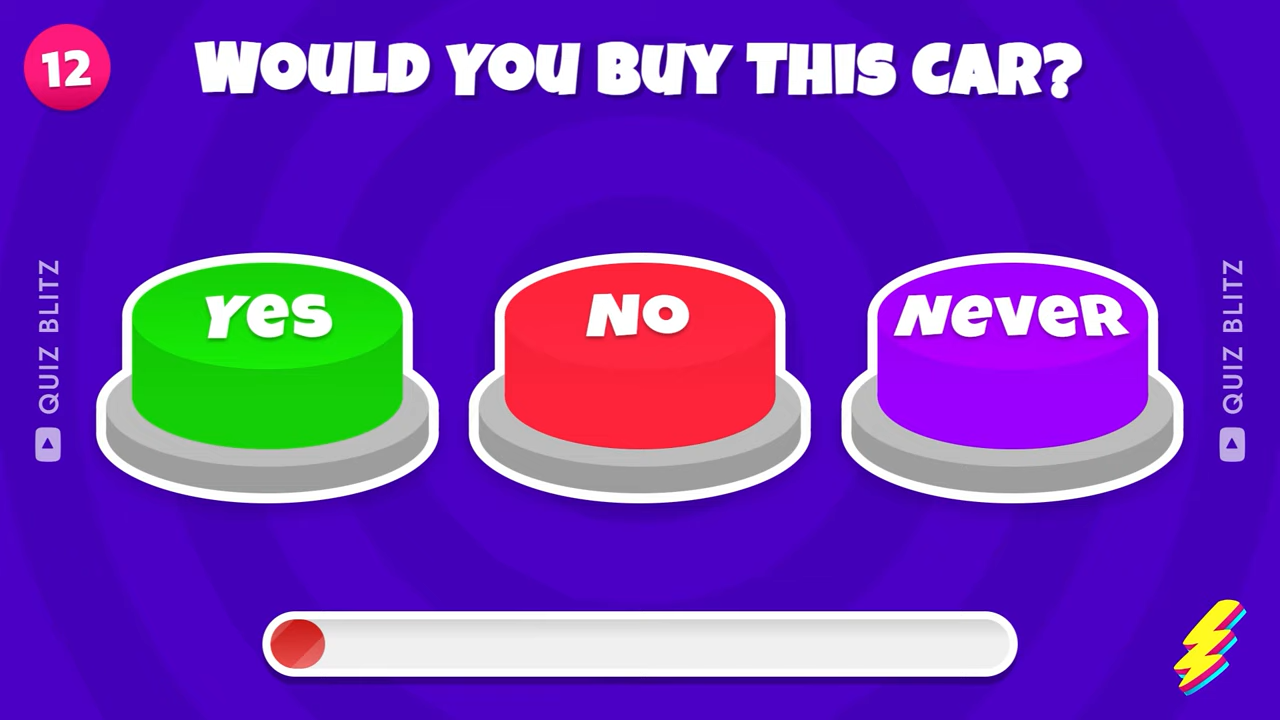 12
WOULD YOU BUY THIS CAR?
QUIZ BLITZ
YES
NO
NEVER
QUIZ BLITZ